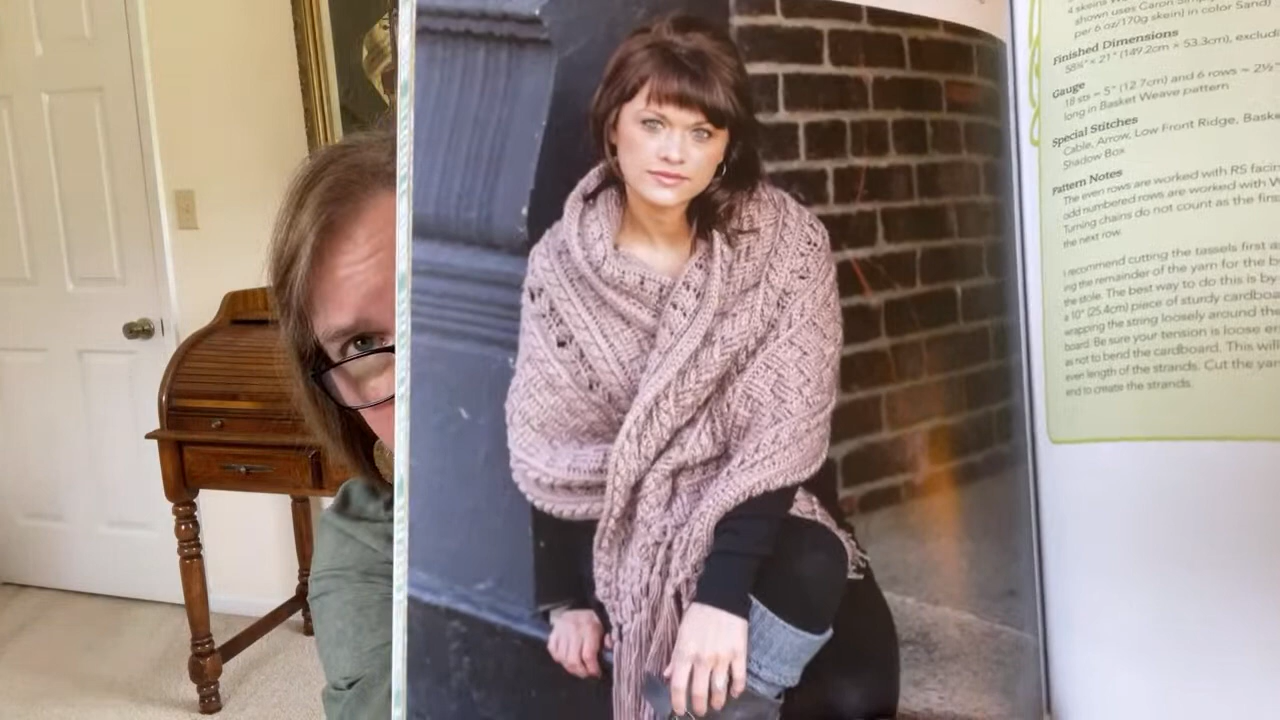 4 skeins
shown uses Caron Simply
per 6 oz/170g skein) in color Sand)
Finished Dimensions
58¾" × 21" (149.2cm × 53.3cm), excludi
Gauge
18 sts = 5" (12.7cm) and 6 rows = 2½"
long in Basket Weave pattern
Special Stitches
Cable, Arrow, Low Front Ridge, Baske
Shadow Box
Pattern Notes
The even rows are worked with RS facin
odd numbered rows are worked with W
Turning chains do not count as the firs
the next row.
I recommend cutting the tassels first a
ing the remainder of the yarn for the b
the stole. The best way to do this is by
a 10" (25.4cm) piece of sturdy cardboa
wrapping the string loosely around the
board. Be sure your tension is loose en
as not to bend the cardboard. This will
even length of the strands. Cut the yar
end to create the strands.